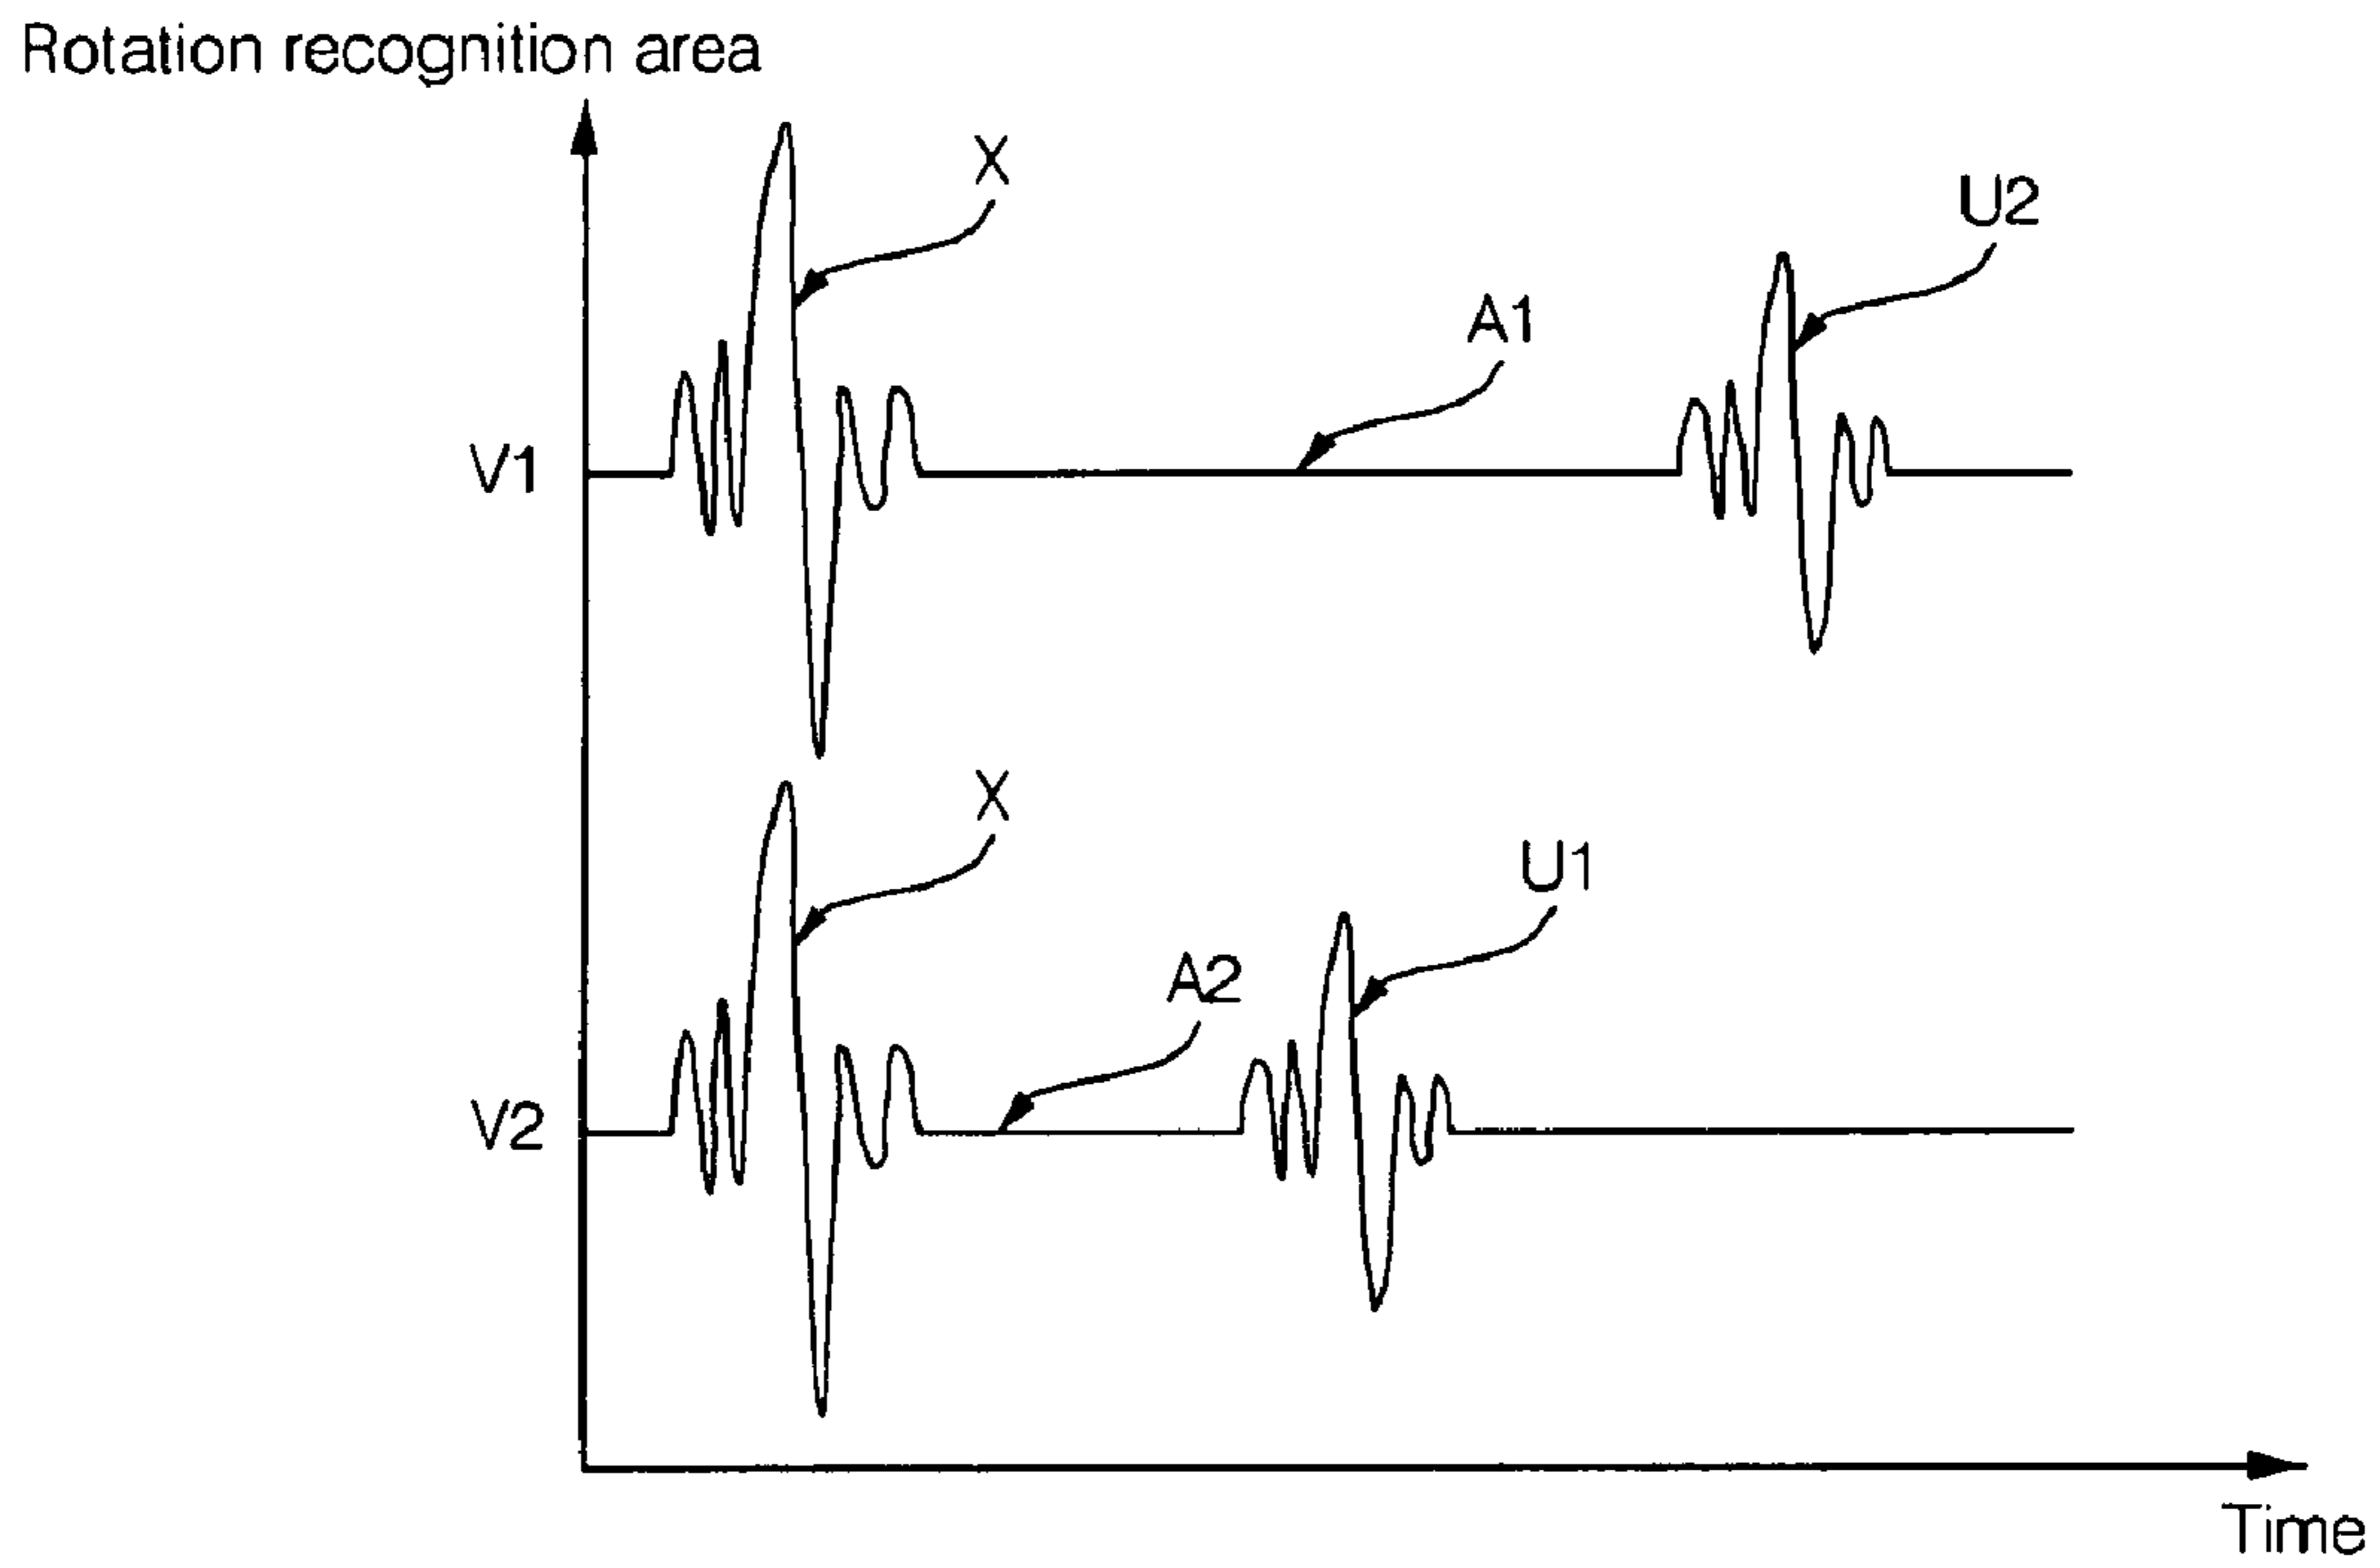 Rotation recognition area
X
U2
A1
V1
X
U1
A2
V2
Time